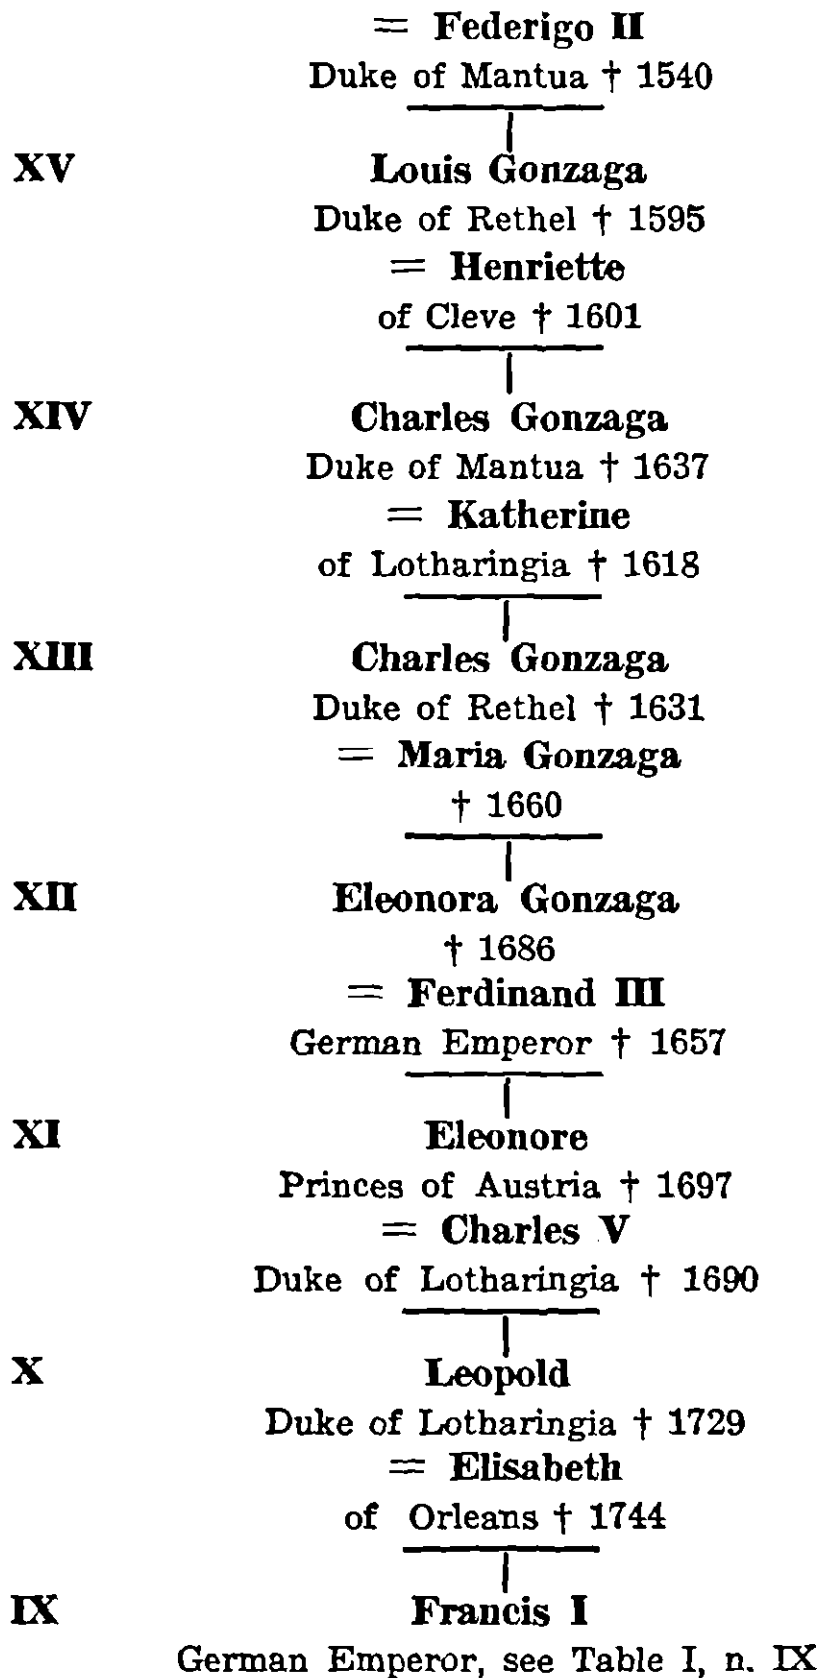 = Federigo II
Duke of Mantua † 1540
XV Louis Gonzaga
Duke of Rethel † 1595
= Henriette
of Cleve † 1601
XIV Charles Gonzaga
Duke of Mantua † 1637
= Katherine
of Lotharingia † 1618
XIII Charles Gonzaga
Duke of Rethel † 1631
= Maria Gonzaga
† 1660
XII Eleonora Gonzaga
† 1686
= Ferdinand III
German Emperor † 1657
XI Eleonore
Princes of Austria † 1697
= Charles V
Duke of Lotharingia † 1690
X Leopold
Duke of Lotharingia † 1729
= Elisabeth
of Orleans † 1744
IX Francis I
German Emperor, see Table I, n. IX